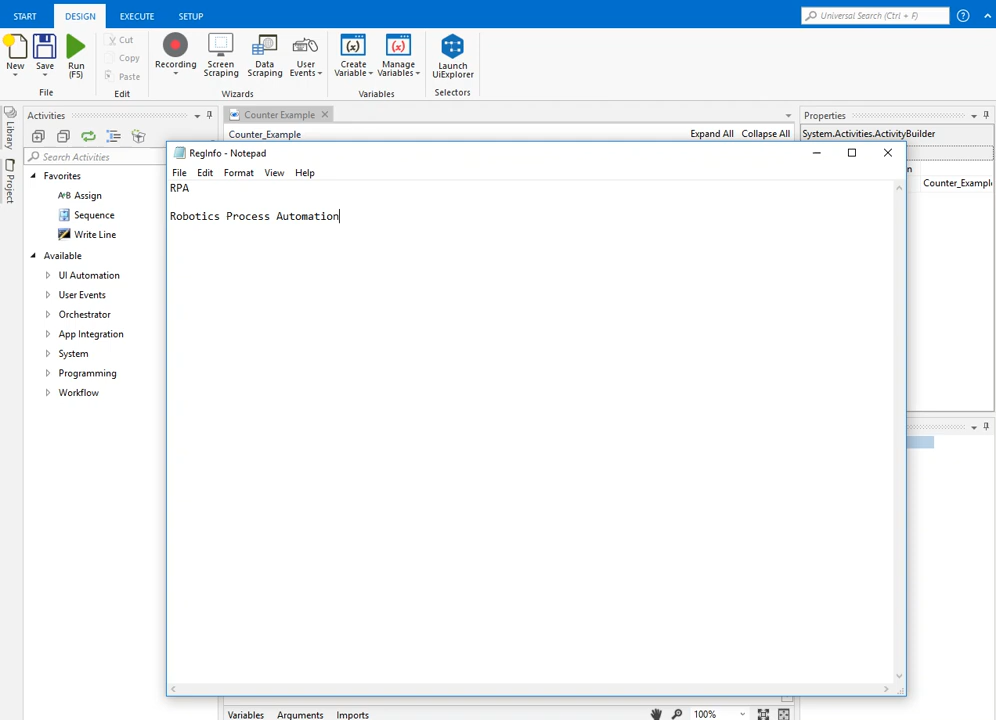 START DESIGN EXECUTE SETUP
Universal Search (Ctrl + F)
New Save Run (F5)
Cut
Copy
Paste
Recording Screen Scraping Data Scraping User Events
Create Variable Manage Variables
Launch UiExplorer
File Edit Wizards Variables Selectors
Library
Project
Activities
Search Activities
Favorites
A+B Assign
Sequence
Write Line
Available
UI Automation
User Events
Orchestrator
App Integration
System
Programming
Workflow
Counter Example
Counter_Example
Expand All Collapse All
RegInfo - Notepad
File Edit Format View Help
RPA
Robotics Process Automation
Properties
System.Activities.ActivityBuilder
Counter_Example
Variables Arguments Imports
100%